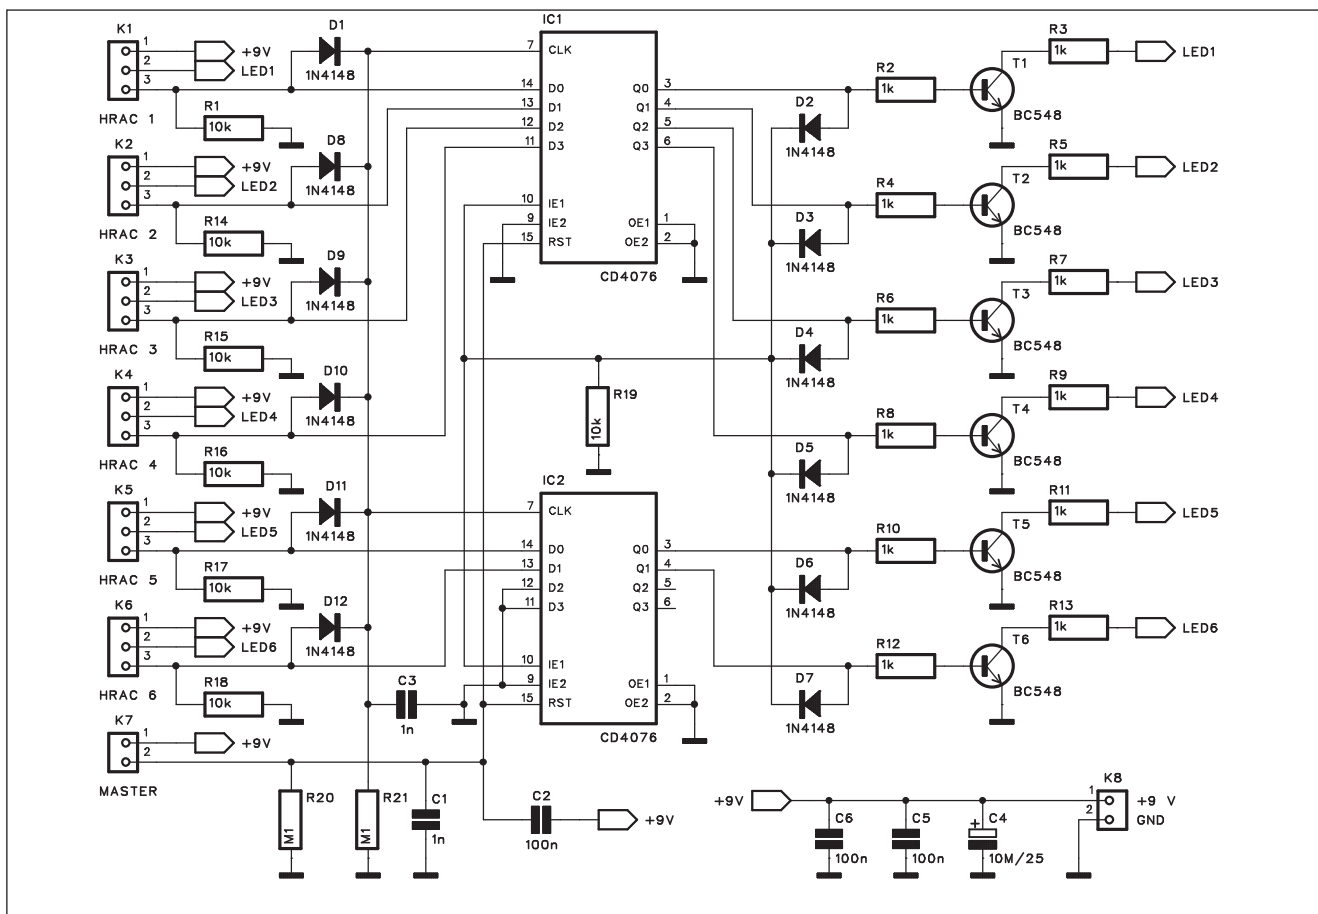 K1
1
2
3
+9V
LED1
HRAC 1
R1
10k
D1
1N4148
K2
1
2
3
+9V
LED2
HRAC 2
R14
10k
D8
1N4148
K3
1
2
3
+9V
LED3
HRAC 3
R15
10k
D9
1N4148
K4
1
2
3
+9V
LED4
HRAC 4
R16
10k
D10
1N4148
K5
1
2
3
+9V
LED5
HRAC 5
R17
10k
D11
1N4148
K6
1
2
3
+9V
LED6
HRAC 6
R18
10k
D12
1N4148
K7
1
2
+9V
MASTER
R20
M1
R21
M1
C1
1n
C3
1n
C2
100n
+9V
IC1
7 CLK
14 D0
13 D1
12 D2
11 D3
10 IE1
9 IE2
15 RST
Q0 3
Q1 4
Q2 5
Q3 6
OE1 1
OE2 2
CD4076
R19
10k
IC2
7 CLK
14 D0
13 D1
12 D2
11 D3
10 IE1
9 IE2
15 RST
Q0 3
Q1 4
Q2 5
Q3 6
OE1 1
OE2 2
CD4076
D2
1N4148
R2
1k
T1
BC548
R3
1k
LED1
D3
1N4148
R4
1k
T2
BC548
R5
1k
LED2
D4
1N4148
R6
1k
T3
BC548
R7
1k
LED3
D5
1N4148
R8
1k
T4
BC548
R9
1k
LED4
D6
1N4148
R10
1k
T5
BC548
R11
1k
LED5
D7
1N4148
R12
1k
T6
BC548
R13
1k
LED6
+9V
C6
100n
C5
100n
+
C4
10M/25
K8
1
2
+9 V
GND